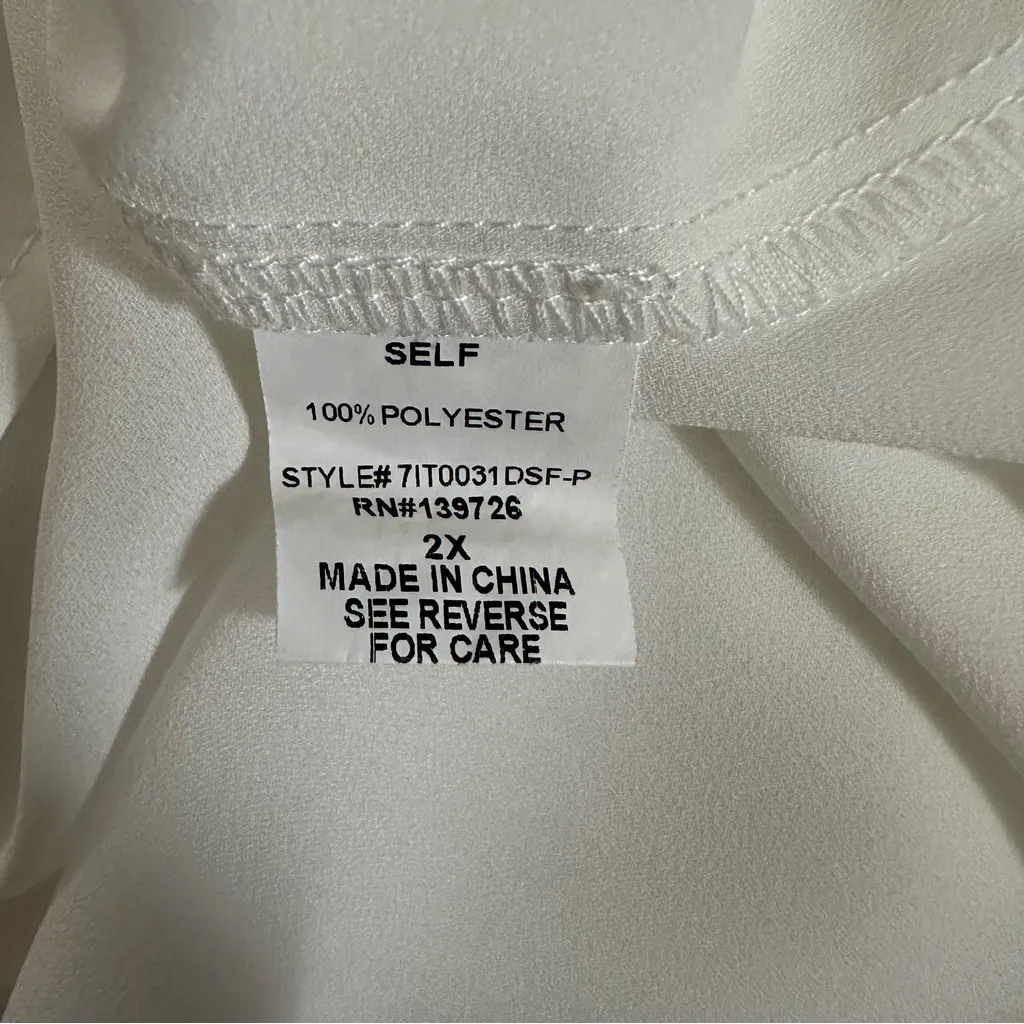 SELF
100% POLYESTER
STYLE# 7IT0031DSF-P
RN#139726
2X
MADE IN CHINA
SEE REVERSE
FOR CARE